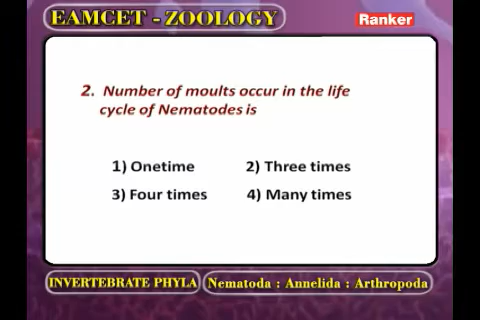 EAMCET - ZOOLOGY
Ranker
2. Number of moults occur in the life
cycle of Nematodes is
1) Onetime 2) Three times
3) Four times 4) Many times
INVERTEBRATE PHYLA Nematoda : Annelida : Arthropoda